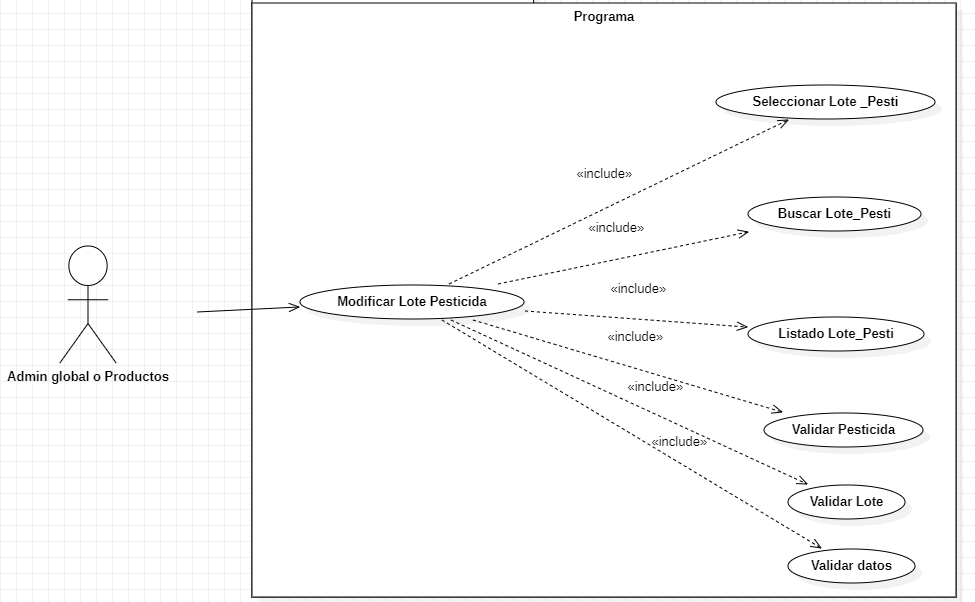 Programa
Seleccionar Lote _Pesti
«include»
Buscar Lote_Pesti
«include»
«include»
Modificar Lote Pesticida
Listado Lote_Pesti
«include»
Admin global o Productos
«include»
Validar Pesticida
«include»
Validar Lote
Validar datos